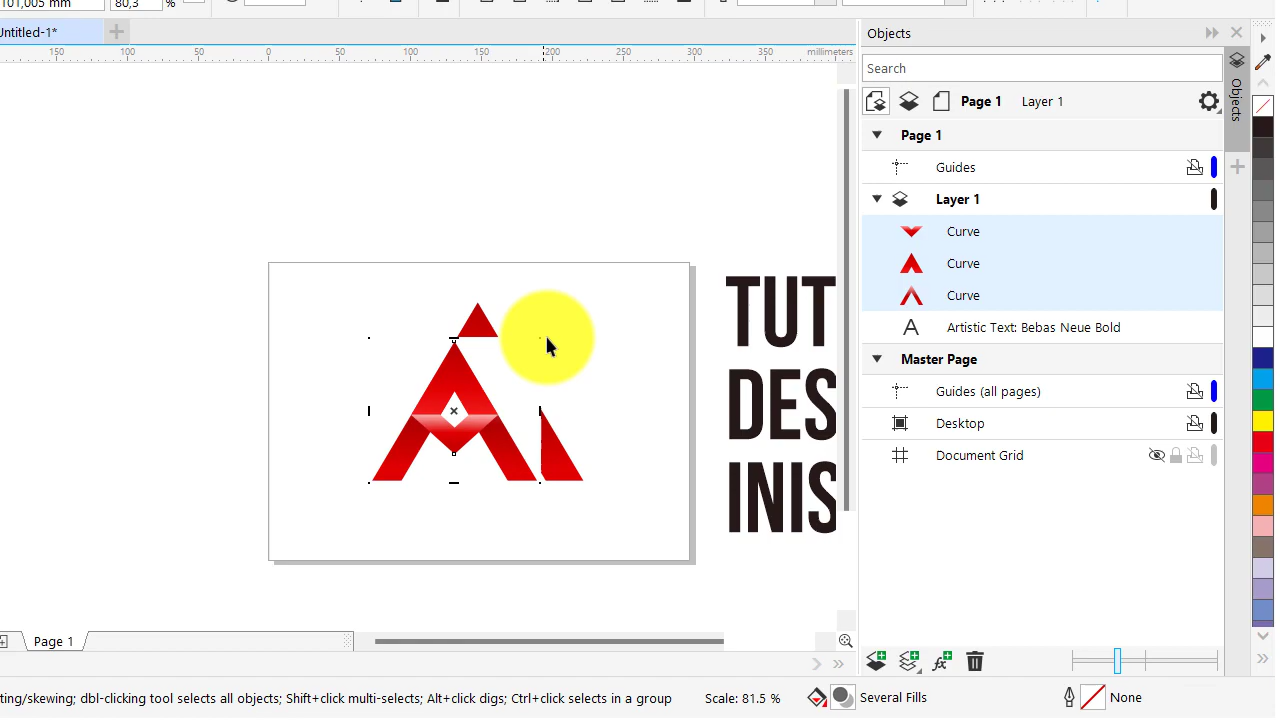 101,005 mm
80,3
%
Untitled-1*
150
100
50
0
50
100
150
200
250
300
350
millimeters
TUT
DES
INIS
Page 1
Objects
Search
Page 1
Layer 1
Page 1
Guides
Layer 1
Curve
Curve
Curve
Artistic Text: Bebas Neue Bold
Master Page
Guides (all pages)
Desktop
Document Grid
Objects
ting/skewing; dbl-clicking tool selects all objects; Shift+click multi-selects; Alt+click digs; Ctrl+click selects in a group
Scale: 81.5 %
Several Fills
None